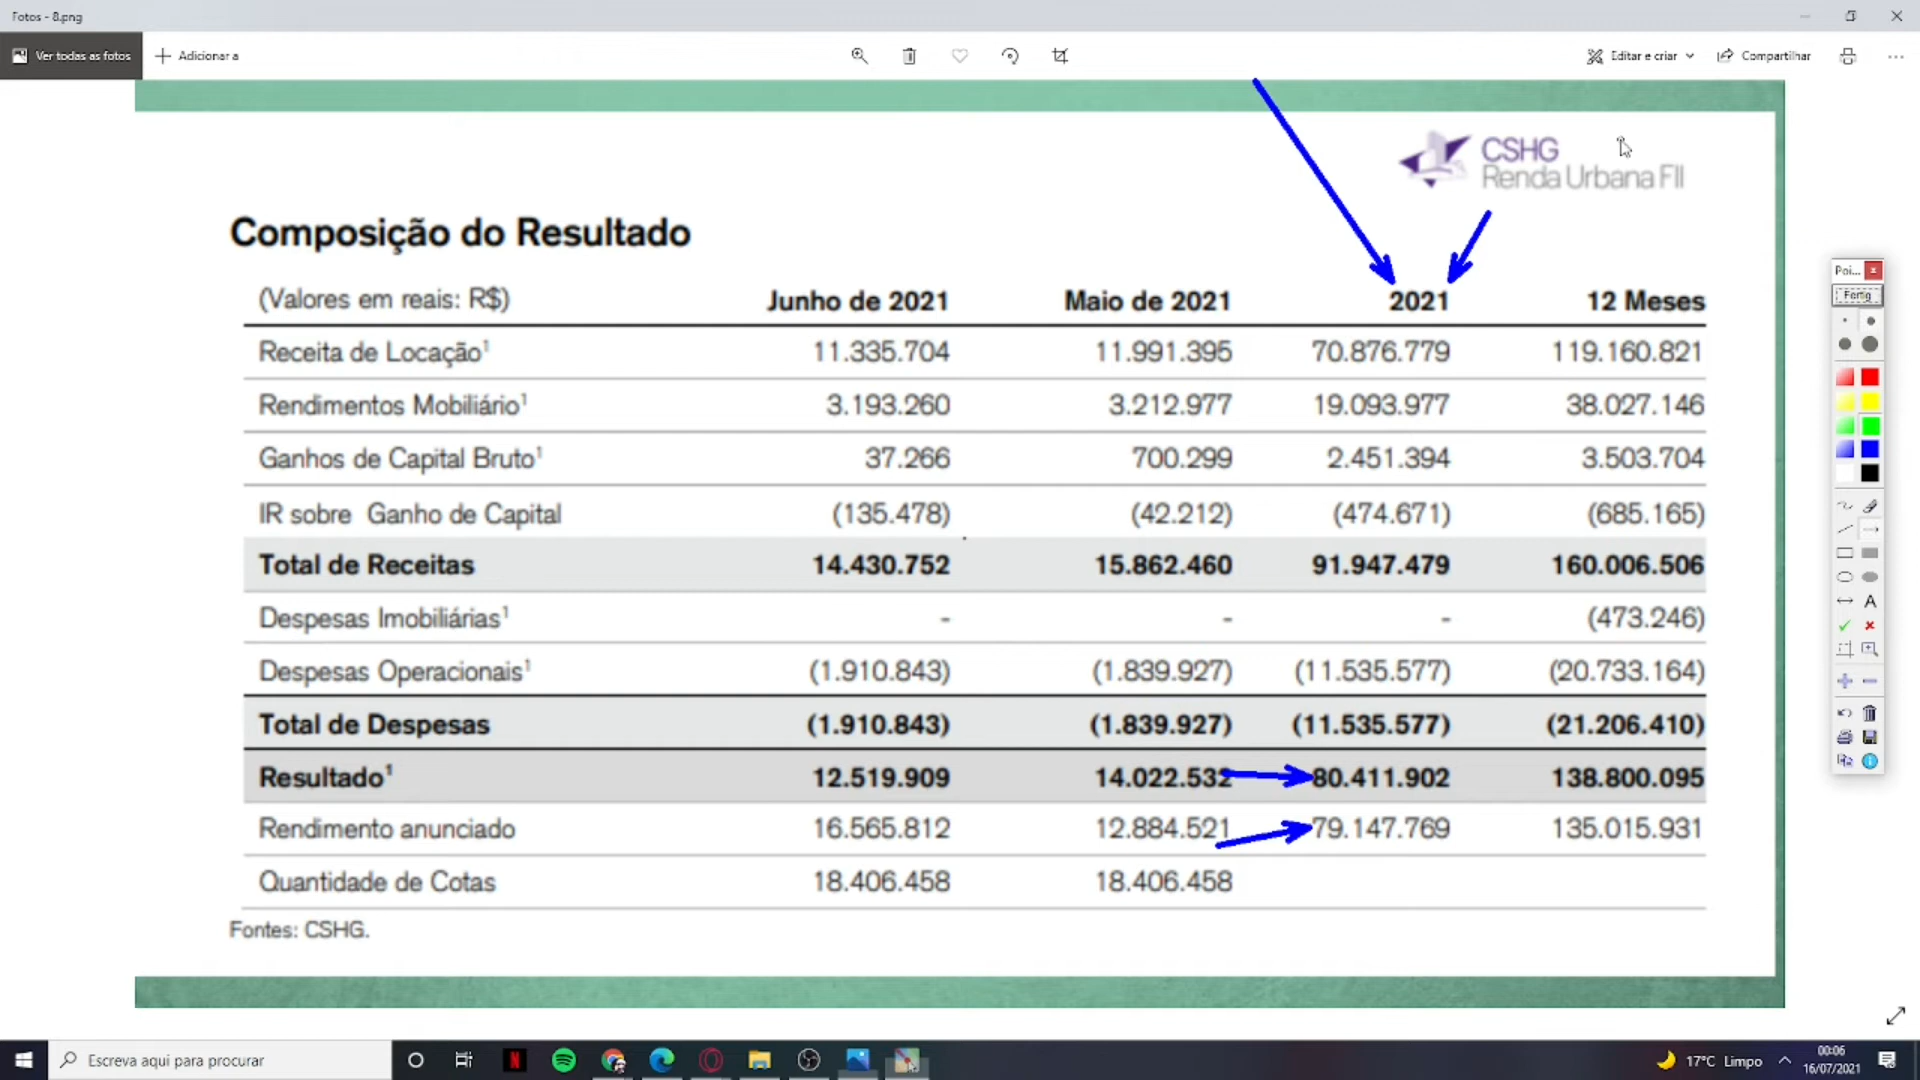 Fotos - 8.png
Ver todas as fotos
Adicionar a
Editar e criar
Compartilhar
CSHG
Renda Urbana FII
Composição do Resultado
(Valores em reais: R$) Junho de 2021 Maio de 2021 2021 12 Meses
Receita de Locação¹ 11.335.704 11.991.395 70.876.779 119.160.821
Rendimentos Mobiliário¹ 3.193.260 3.212.977 19.093.977 38.027.146
Ganhos de Capital Bruto¹ 37.266 700.299 2.451.394 3.503.704
IR sobre Ganho de Capital (135.478) (42.212) (474.671) (685.165)
Total de Receitas 14.430.752 15.862.460 91.947.479 160.006.506
Despesas Imobiliárias¹ - - - (473.246)
Despesas Operacionais¹ (1.910.843) (1.839.927) (11.535.577) (20.733.164)
Total de Despesas (1.910.843) (1.839.927) (11.535.577) (21.206.410)
Resultado¹ 12.519.909 14.022.532 80.411.902 138.800.095
Rendimento anunciado 16.565.812 12.884.521 79.147.769 135.015.931
Quantidade de Cotas 18.406.458 18.406.458
Fontes: CSHG.
Poi...
Fertig
A
Escreva aqui para procurar
17°C Limpo
00:06
16/07/2021